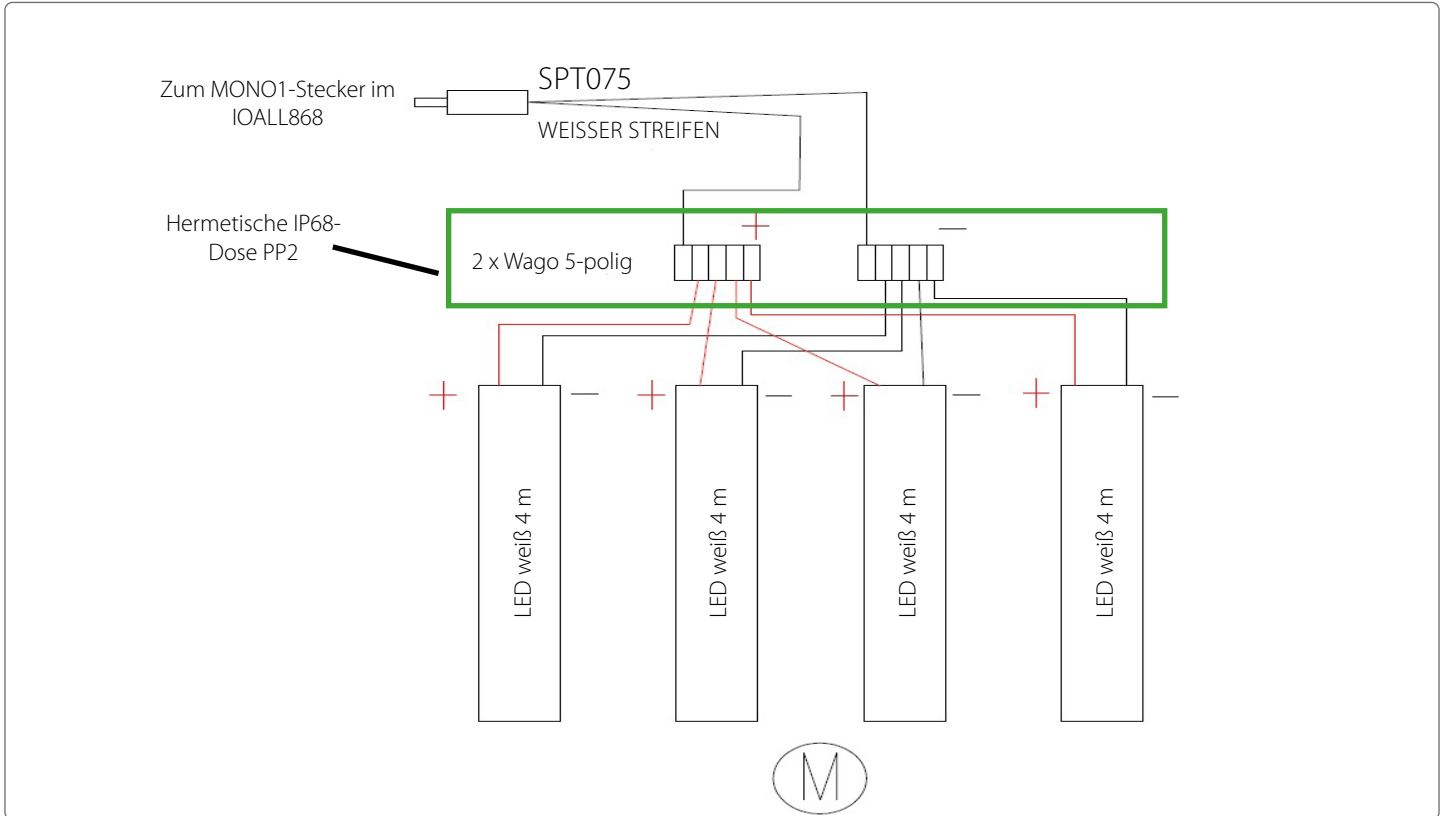 Zum MONO1-Stecker im
IOALL868
SPT075
WEISSER STREIFEN
Hermetische IP68-
Dose PP2
2 x Wago 5-polig
+
—
+ — + — + — + —
LED weiß 4 m
LED weiß 4 m
LED weiß 4 m
LED weiß 4 m
M